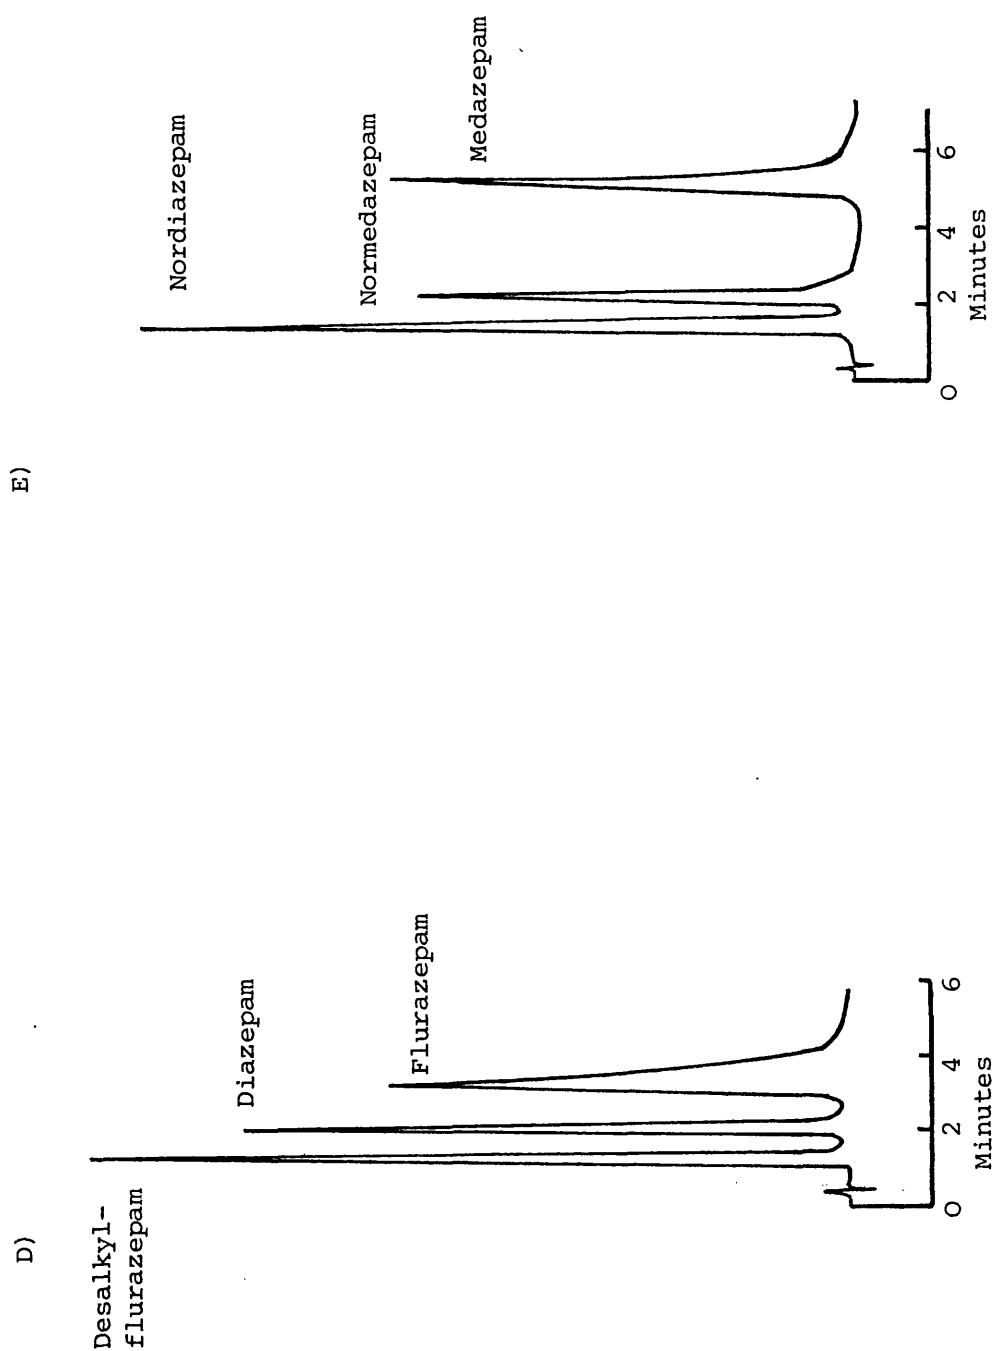 D)
Desalkyl-
flurazepam
Diazepam
Flurazepam
0 2 4 6
Minutes
E)
Nordiazepam
Normedazepam
Medazepam
0 2 4 6
Minutes